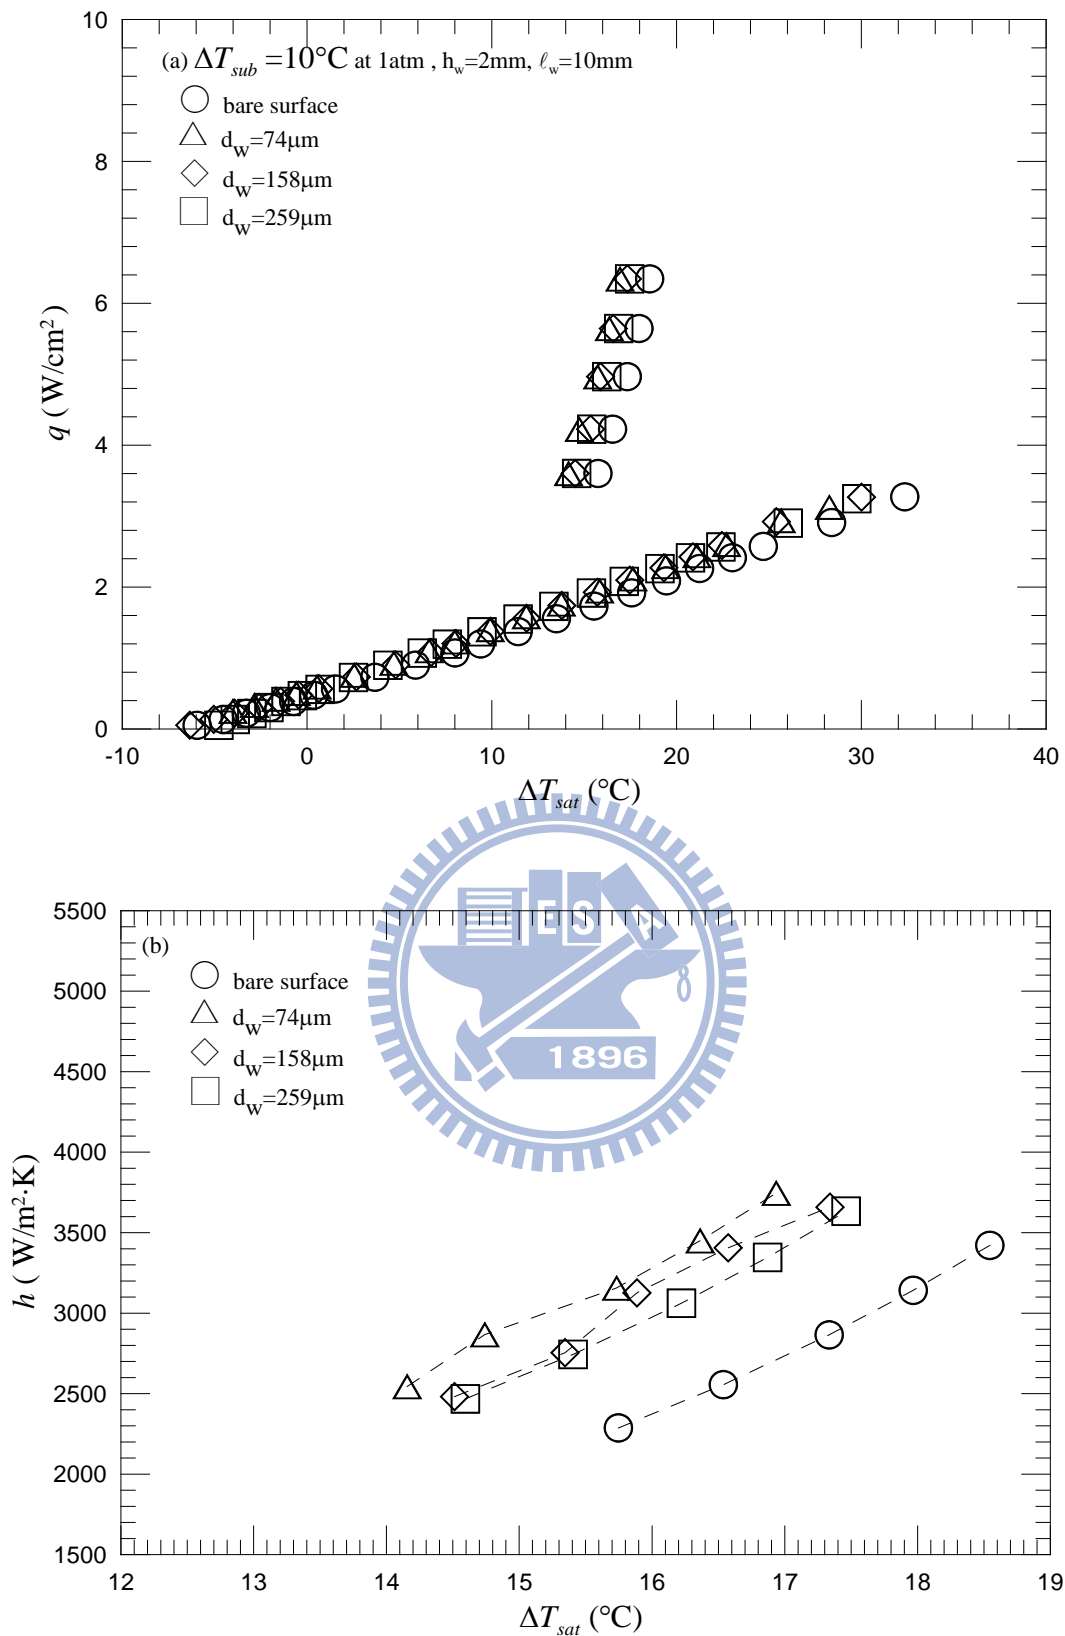 10
(a) ΔTsub =10°C at 1atm , hw=2mm, ℓw=10mm
bare surface
dw=74μm
8
dw=158μm
dw=259μm
6
q ( W/cm²)
4
2
0
-10 0 10 20 30 40
ΔTsat (°C)
5500
(b)
ES
bare surface
5000
dw=74μm
dw=158μm
4500
1896
dw=259μm
4000
3500
h ( W/m²·K)
3000
2500
2000
1500
12 13 14 15 16 17 18 19
ΔTsat (°C)